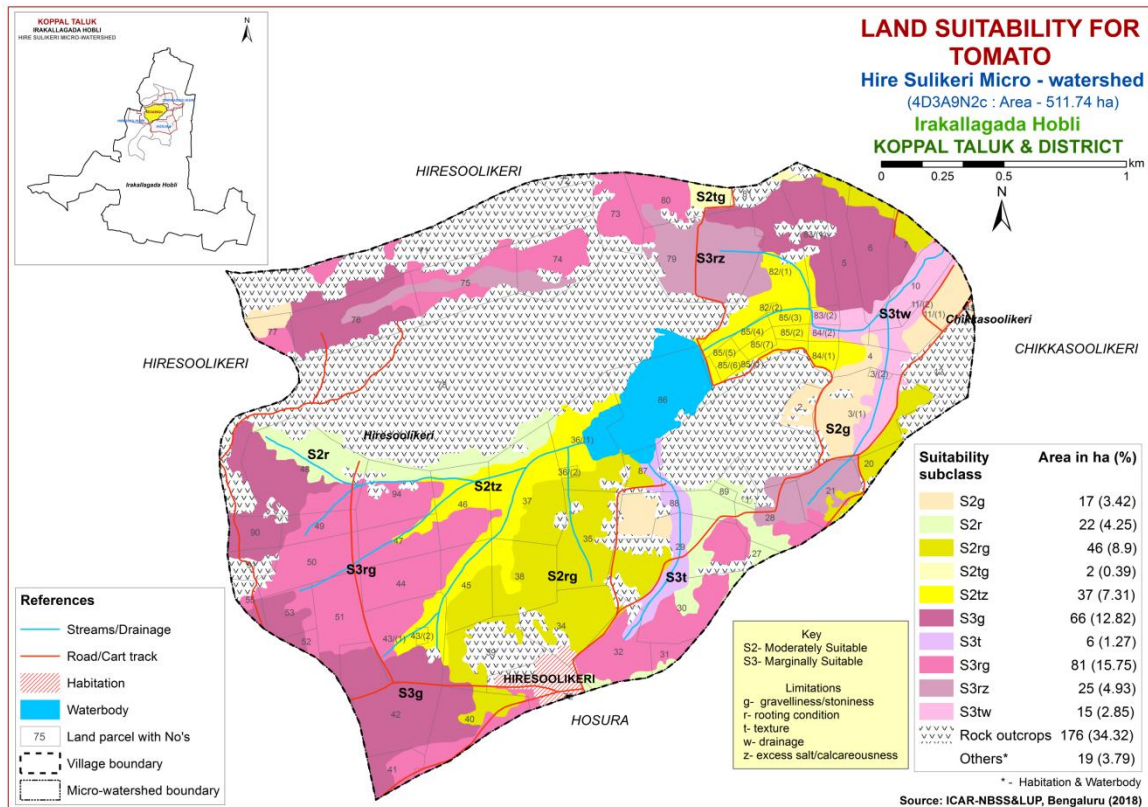 KOPPAL TALUK
IRAKALLAGADA HOBLI
HIRE SULIKERI MICRO-WATERSHED
N
Irakallagada Hobli
LAND SUITABILITY FOR
TOMATO
Hire Sulikeri Micro - watershed
(4D3A9N2c : Area - 511.74 ha)
Irakallagada Hobli
KOPPAL TALUK & DISTRICT
0 0.25 0.5 1
km
N
HIRESOOLIKERI
HIRESOOLIKERI
CHIKKASOOLIKERI
Chikkasoolikeri
Hiresoolikeri
HIRESOOLIKERI
HOSURA
S2tg
S3rz
S3tw
S2g
S2r
S2tz
S3rg
S2rg
S3t
S3g
73
80
74
79
75
76
77
78
5
6
7
10
11/(2)
11/(1)
82/(1)
82/(2)
83/(2)
84/(2)
84/(1)
85/(3)
85/(4)
85/(2)
85/(7)
85/(5)
85/(6)
4
3/(2)
3/(1)
2
86
87
88
89
20
21
28
27
29
30
31
32
36/(1)
36/(2)
37
35
38
34
39
40
41
42
43/(1)
43/(2)
44
45
46
47
48
49
50
51
52
53
55
90
94
References
Streams/Drainage
Road/Cart track
Habitation
Waterbody
75 Land parcel with No's
Village boundary
Micro-watershed boundary
Key
S2- Moderately Suitable
S3- Marginally Suitable
Limitations
g- gravelliness/stoniness
r- rooting condition
t- texture
w- drainage
z- excess salt/calcareousness
Suitability subclass Area in ha (%)
S2g 17 (3.42)
S2r 22 (4.25)
S2rg 46 (8.9)
S2tg 2 (0.39)
S2tz 37 (7.31)
S3g 66 (12.82)
S3t 6 (1.27)
S3rg 81 (15.75)
S3rz 25 (4.93)
S3tw 15 (2.85)
Rock outcrops 176 (34.32)
Others* 19 (3.79)
* - Habitation & Waterbody
Source: ICAR-NBSS&LUP, Bengaluru (2018)